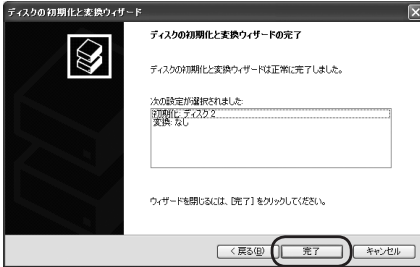 ディスクの初期化と変換ウィザード
ディスクの初期化と変換ウィザードの完了
ディスクの初期化と変換ウィザードは正常に完了しました。
次の設定が選択されました:
初期化: ディスク 2
変換: なし
ウィザードを閉じるには、[完了] をクリックしてください。
< 戻る(B)
完了
キャンセル